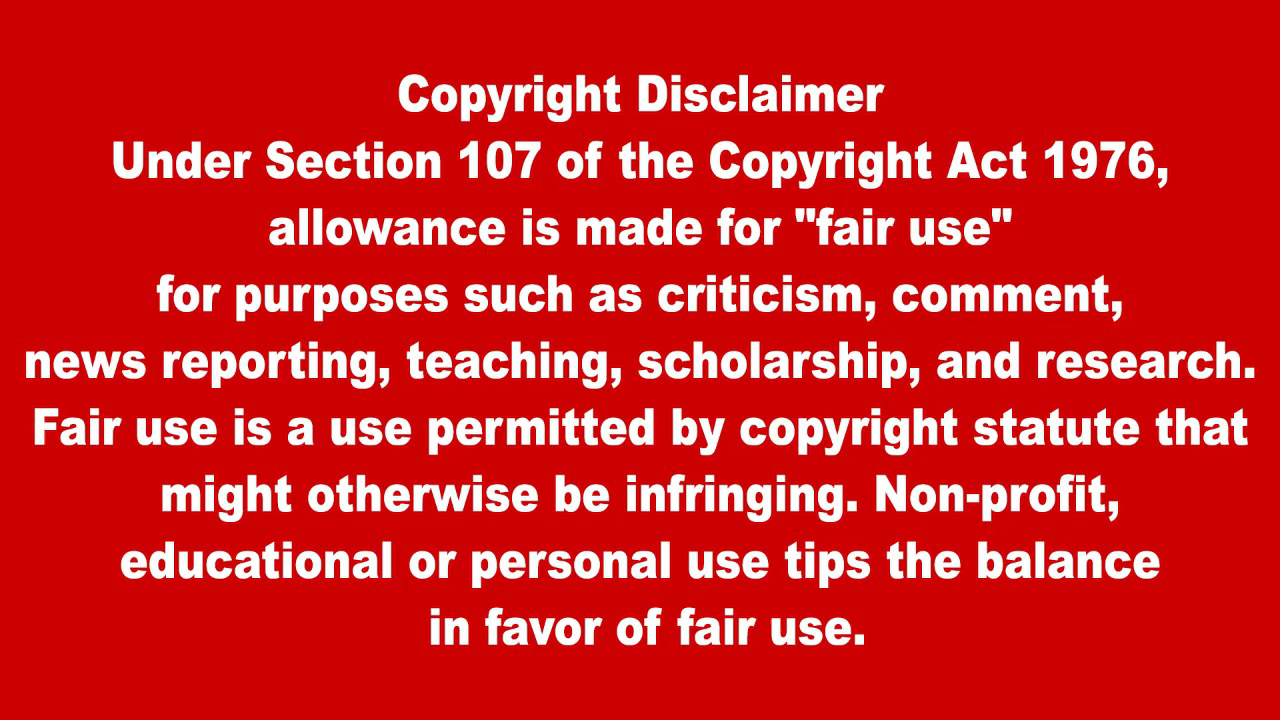 Copyright Disclaimer
Under Section 107 of the Copyright Act 1976,
allowance is made for "fair use"
for purposes such as criticism, comment,
news reporting, teaching, scholarship, and research.
Fair use is a use permitted by copyright statute that
might otherwise be infringing. Non-profit,
educational or personal use tips the balance
in favor of fair use.